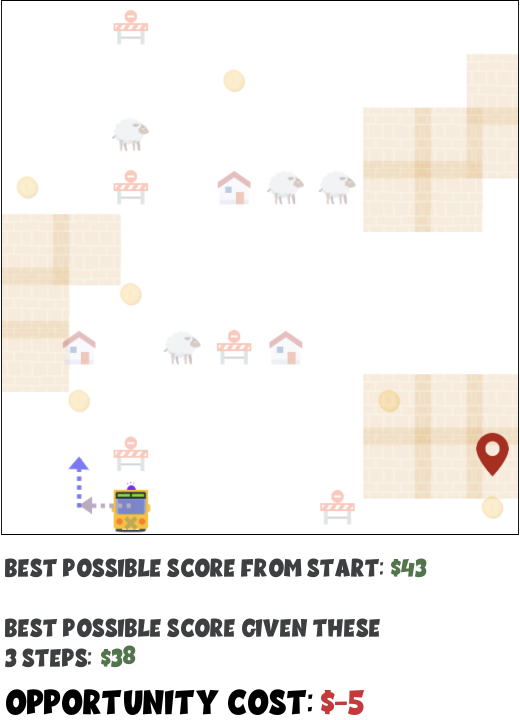 BEST POSSIBLE SCORE FROM START: $43
BEST POSSIBLE SCORE GIVEN THESE
3 STEPS: $38
OPPORTUNITY COST: $-5